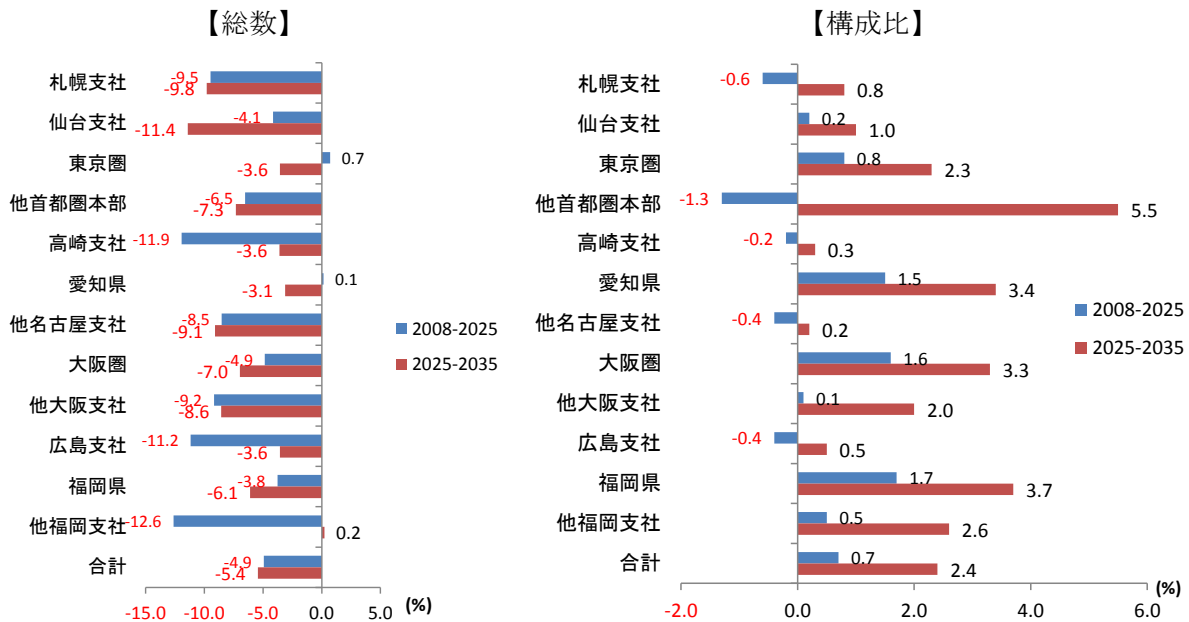 【総数】
札幌支社 -9.5 -9.8
仙台支社 -4.1 -11.4
東京圏 0.7 -3.6
他首都圏本部 -6.5 -7.3
高崎支社 -11.9 -3.6
愛知県 0.1 -3.1
他名古屋支社 -8.5 -9.1
大阪圏 -4.9 -7.0
他大阪支社 -9.2 -8.6
広島支社 -11.2 -3.6
福岡県 -3.8 -6.1
他福岡支社 -12.6 0.2
合計 -4.9 -5.4
-15.0 -10.0 -5.0 0.0 5.0 (%)
2008-2025
2025-2035
【構成比】
札幌支社 -0.6 0.8
仙台支社 0.2 1.0
東京圏 0.8 2.3
他首都圏本部 -1.3 5.5
高崎支社 -0.2 0.3
愛知県 1.5 3.4
他名古屋支社 -0.4 0.2
大阪圏 1.6 3.3
他大阪支社 0.1 2.0
広島支社 -0.4 0.5
福岡県 1.7 3.7
他福岡支社 0.5 2.6
合計 0.7 2.4
-2.0 0.0 2.0 4.0 6.0 (%)
2008-2025
2025-2035